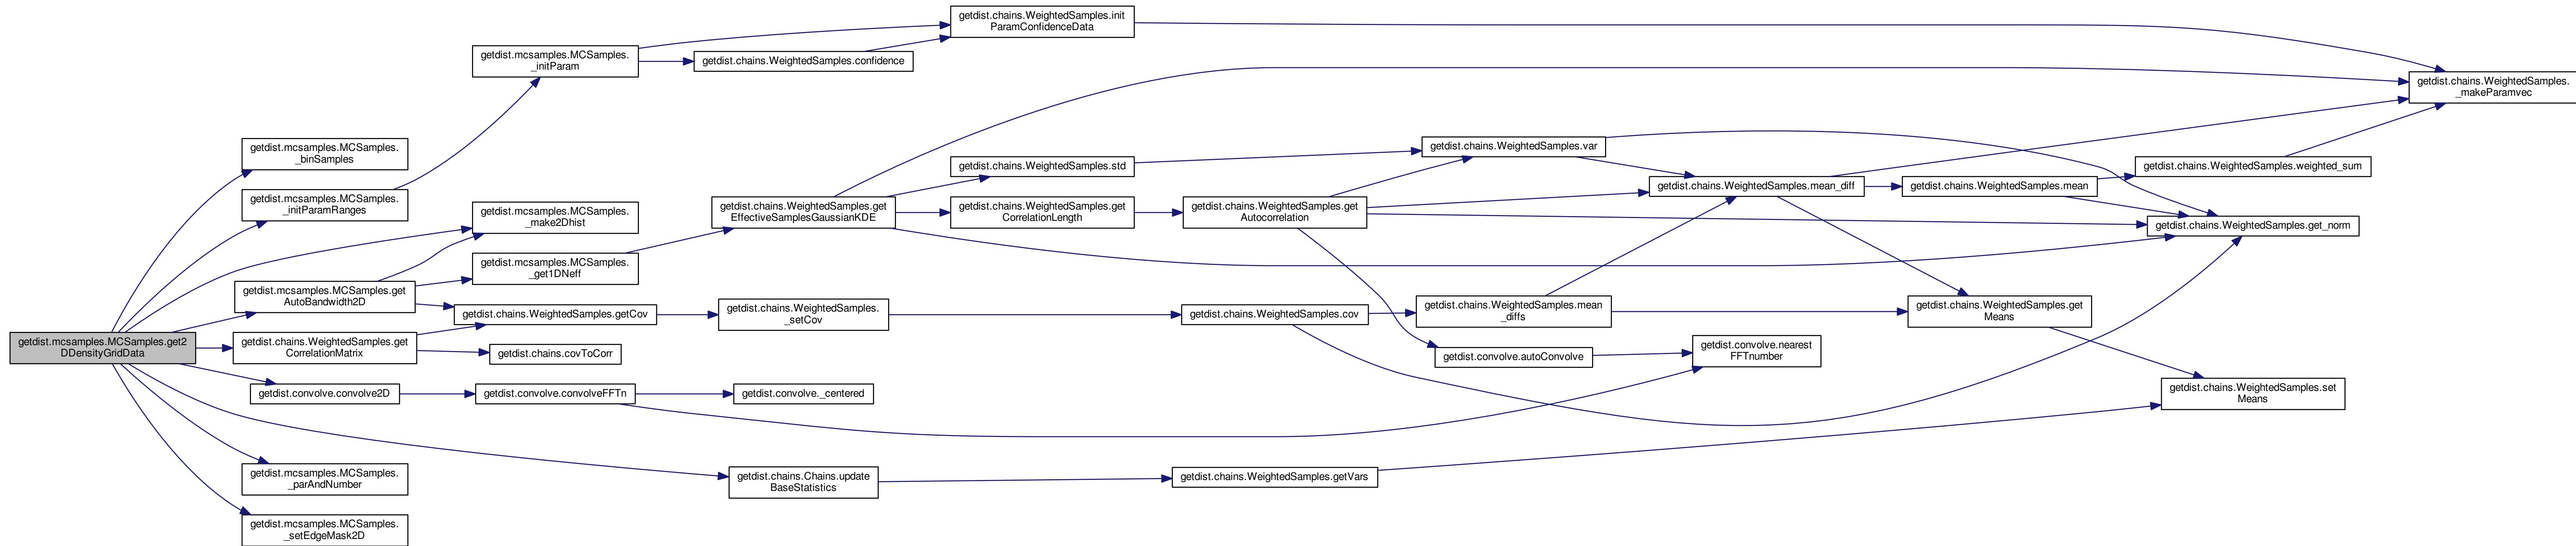 getdist.mcsamples.MCSamples.get2
DDensityGridData
getdist.mcsamples.MCSamples.
_binSamples
getdist.mcsamples.MCSamples.
_initParamRanges
getdist.mcsamples.MCSamples.get
AutoBandwidth2D
getdist.chains.WeightedSamples.get
CorrelationMatrix
getdist.convolve.convolve2D
getdist.mcsamples.MCSamples.
_parAndNumber
getdist.mcsamples.MCSamples.
_setEdgeMask2D
getdist.mcsamples.MCSamples.
_initParam
getdist.mcsamples.MCSamples.
_make2Dhist
getdist.mcsamples.MCSamples.
_get1DNeff
getdist.chains.WeightedSamples.getCov
getdist.chains.covToCorr
getdist.convolve.convolveFFTn
getdist.chains.WeightedSamples.confidence
getdist.chains.WeightedSamples.get
EffectiveSamplesGaussianKDE
getdist.chains.WeightedSamples.
_setCov
getdist.convolve._centered
getdist.chains.Chains.update
BaseStatistics
getdist.chains.WeightedSamples.init
ParamConfidenceData
getdist.chains.WeightedSamples.std
getdist.chains.WeightedSamples.get
CorrelationLength
getdist.chains.WeightedSamples.get
Autocorrelation
getdist.chains.WeightedSamples.cov
getdist.chains.WeightedSamples.getVars
getdist.chains.WeightedSamples.var
getdist.chains.WeightedSamples.mean
_diffs
getdist.convolve.autoConvolve
getdist.chains.WeightedSamples.mean_diff
getdist.convolve.nearest
FFTnumber
getdist.chains.WeightedSamples.mean
getdist.chains.WeightedSamples.get
Means
getdist.chains.WeightedSamples.weighted_sum
getdist.chains.WeightedSamples.get_norm
getdist.chains.WeightedSamples.set
Means
getdist.chains.WeightedSamples.
_makeParamvec